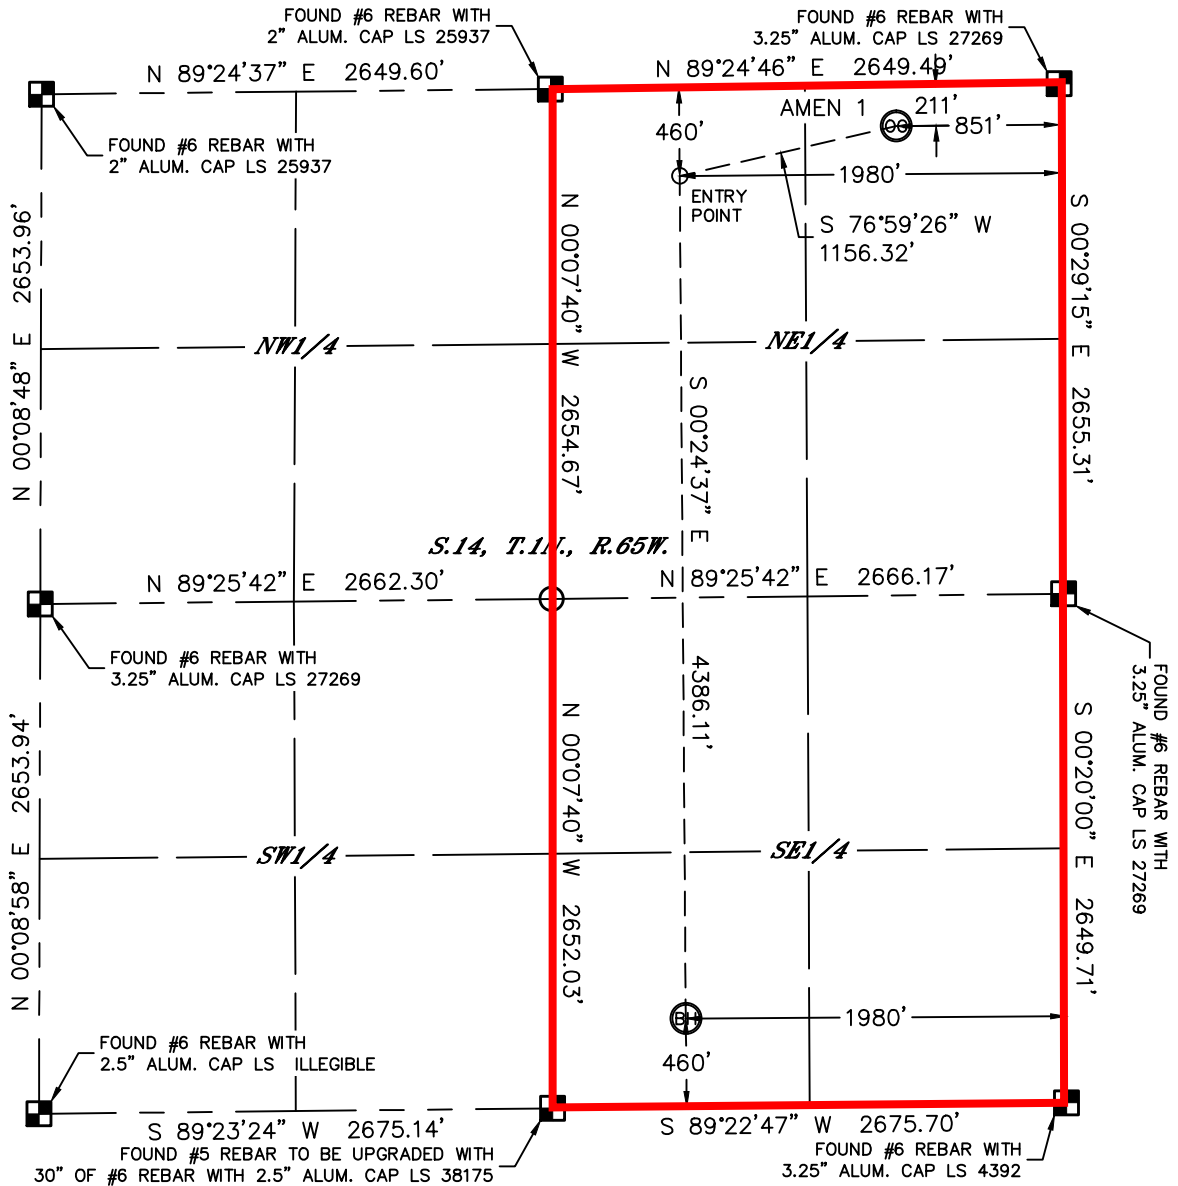 FOUND #6 REBAR WITH
2" ALUM. CAP LS 25937
FOUND #6 REBAR WITH
3.25" ALUM. CAP LS 27269
N 89°24'37" E 2649.60'
N 89°24'46" E 2649.49'
FOUND #6 REBAR WITH
2" ALUM. CAP LS 25937
460'
AMEN 1
211'
OG
851'
1980'
ENTRY
POINT
S 76°59'26" W
1156.32'
N 00°08'48" E 2653.96'
N 00°07'40" W 2654.67'
S 00°29'15" E 2655.31'
NW1/4
NE1/4
S 00°24'37" E 4386.11'
S.14, T.1N., R.65W.
N 89°25'42" E 2662.30'
N 89°25'42" E 2666.17'
FOUND #6 REBAR WITH
3.25" ALUM. CAP LS 27269
FOUND #6 REBAR WITH
3.25" ALUM. CAP LS 27269
N 00°08'58" E 2653.94'
N 00°07'40" W 2652.03'
S 00°20'00" E 2649.71'
SW1/4
SE1/4
BH
1980'
460'
FOUND #6 REBAR WITH
2.5" ALUM. CAP LS ILLEGIBLE
S 89°23'24" W 2675.14'
S 89°22'47" W 2675.70'
FOUND #5 REBAR TO BE UPGRADED WITH
30" OF #6 REBAR WITH 2.5" ALUM. CAP LS 38175
FOUND #6 REBAR WITH
3.25" ALUM. CAP LS 4392